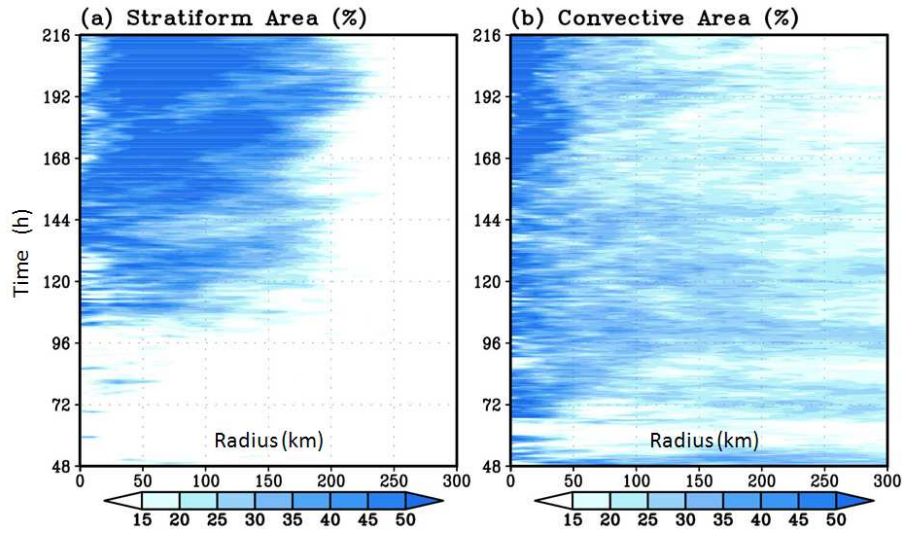 (a) Stratiform Area (%)
(b) Convective Area (%)
Time (h)
216
192
168
144
120
96
72
48
Radius(km)
0 50 100 150 200 250 300
15 20 25 30 35 40 45 50
216
192
168
144
120
96
72
48
Radius(km)
0 50 100 150 200 250 300
15 20 25 30 35 40 45 50